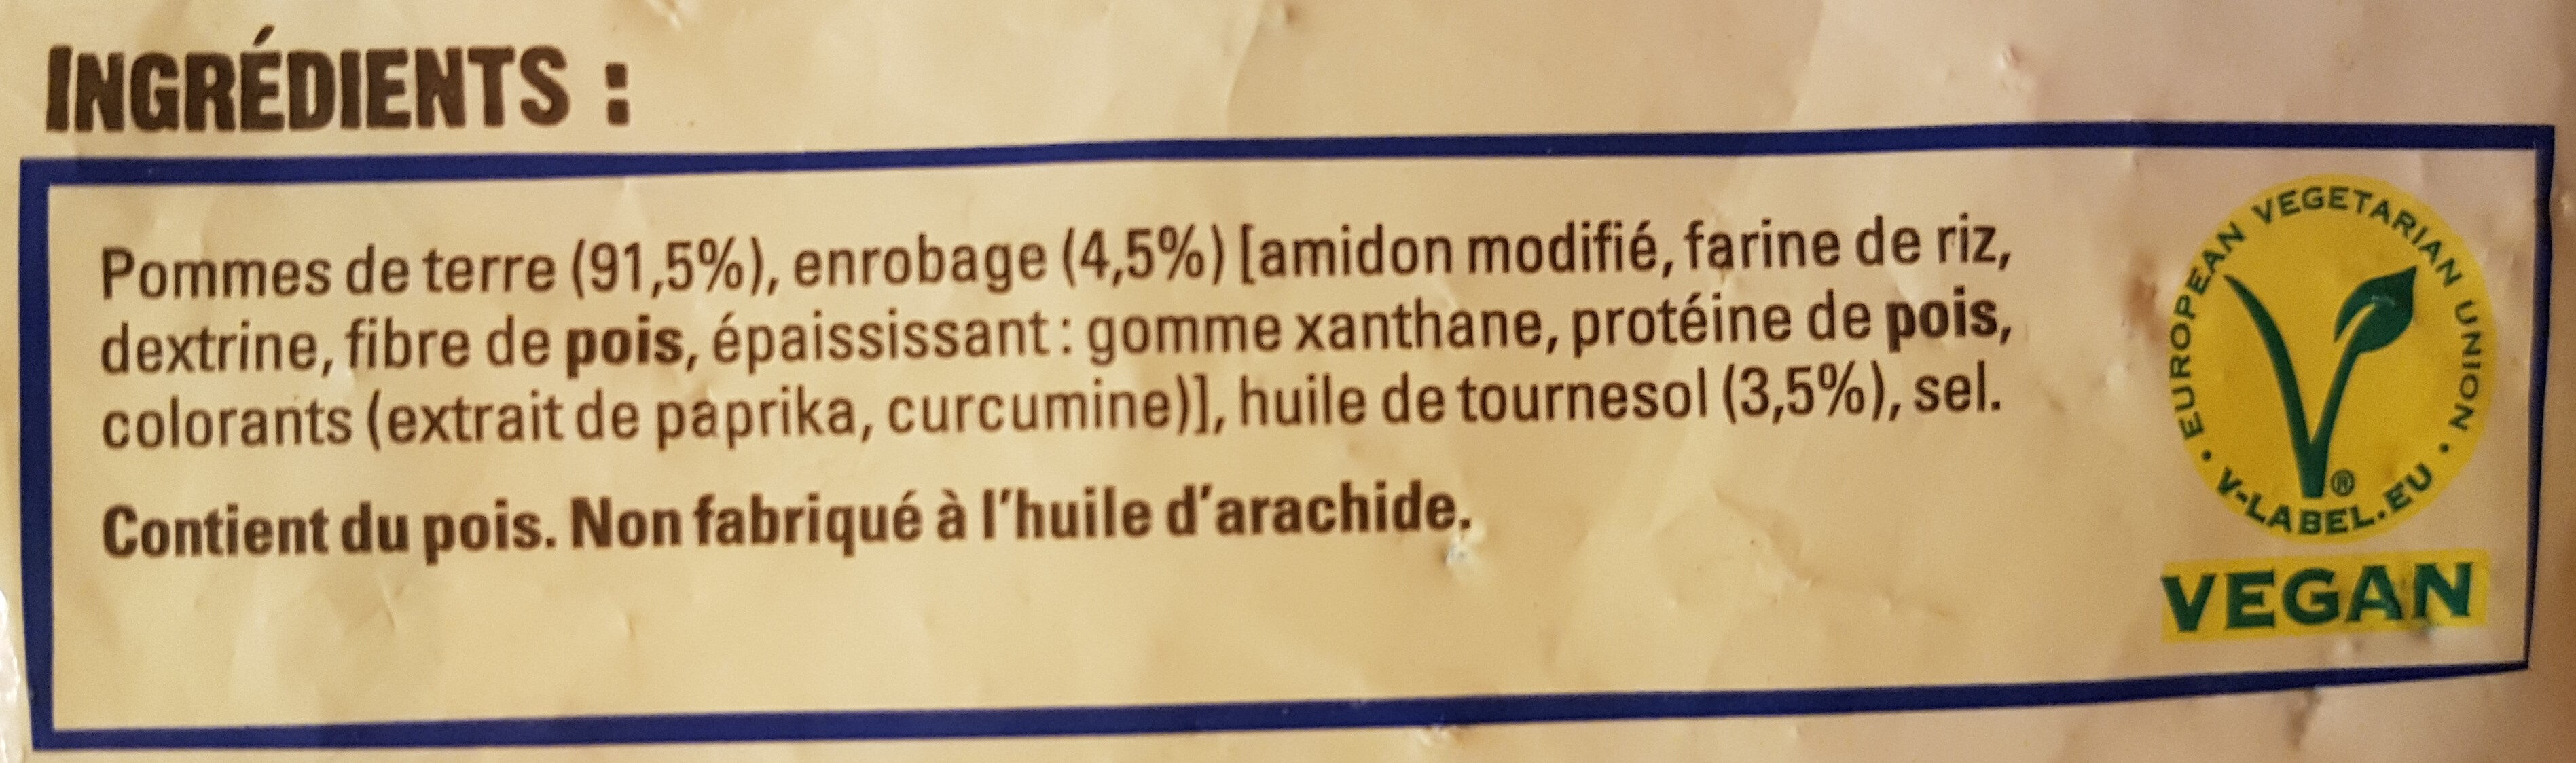 INGRÉDIENTS :
Pommes de terre (91,5%), enrobage (4,5%) [amidon modifié, farine de riz,
dextrine, fibre de pois, épaississant : gomme xanthane, protéine de pois,
colorants (extrait de paprika, curcumine)], huile de tournesol (3,5%), sel.
Contient du pois. Non fabriqué à l'huile d'arachide.
EUROPEAN VEGETARIAN UNION •
• V-LABEL.EU
®
VEGAN